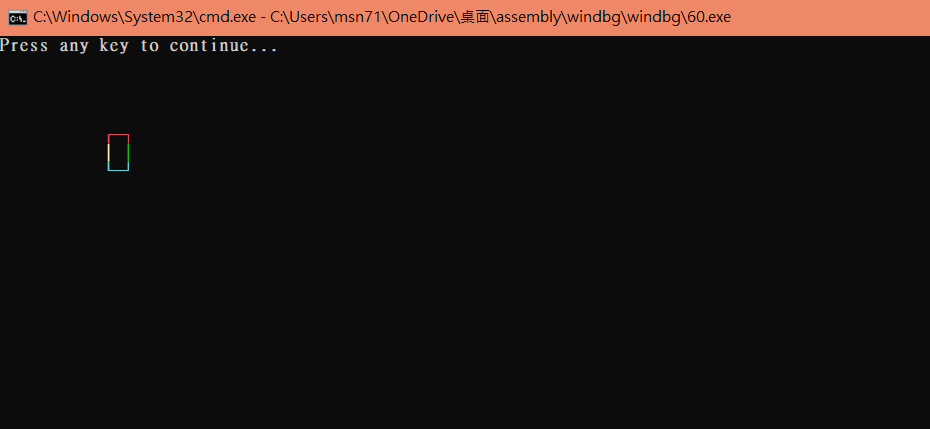 C:\Windows\System32\cmd.exe - C:\Users\msn71\OneDrive\桌面\assembly\windbg\windbg\60.exe
Press any key to continue...